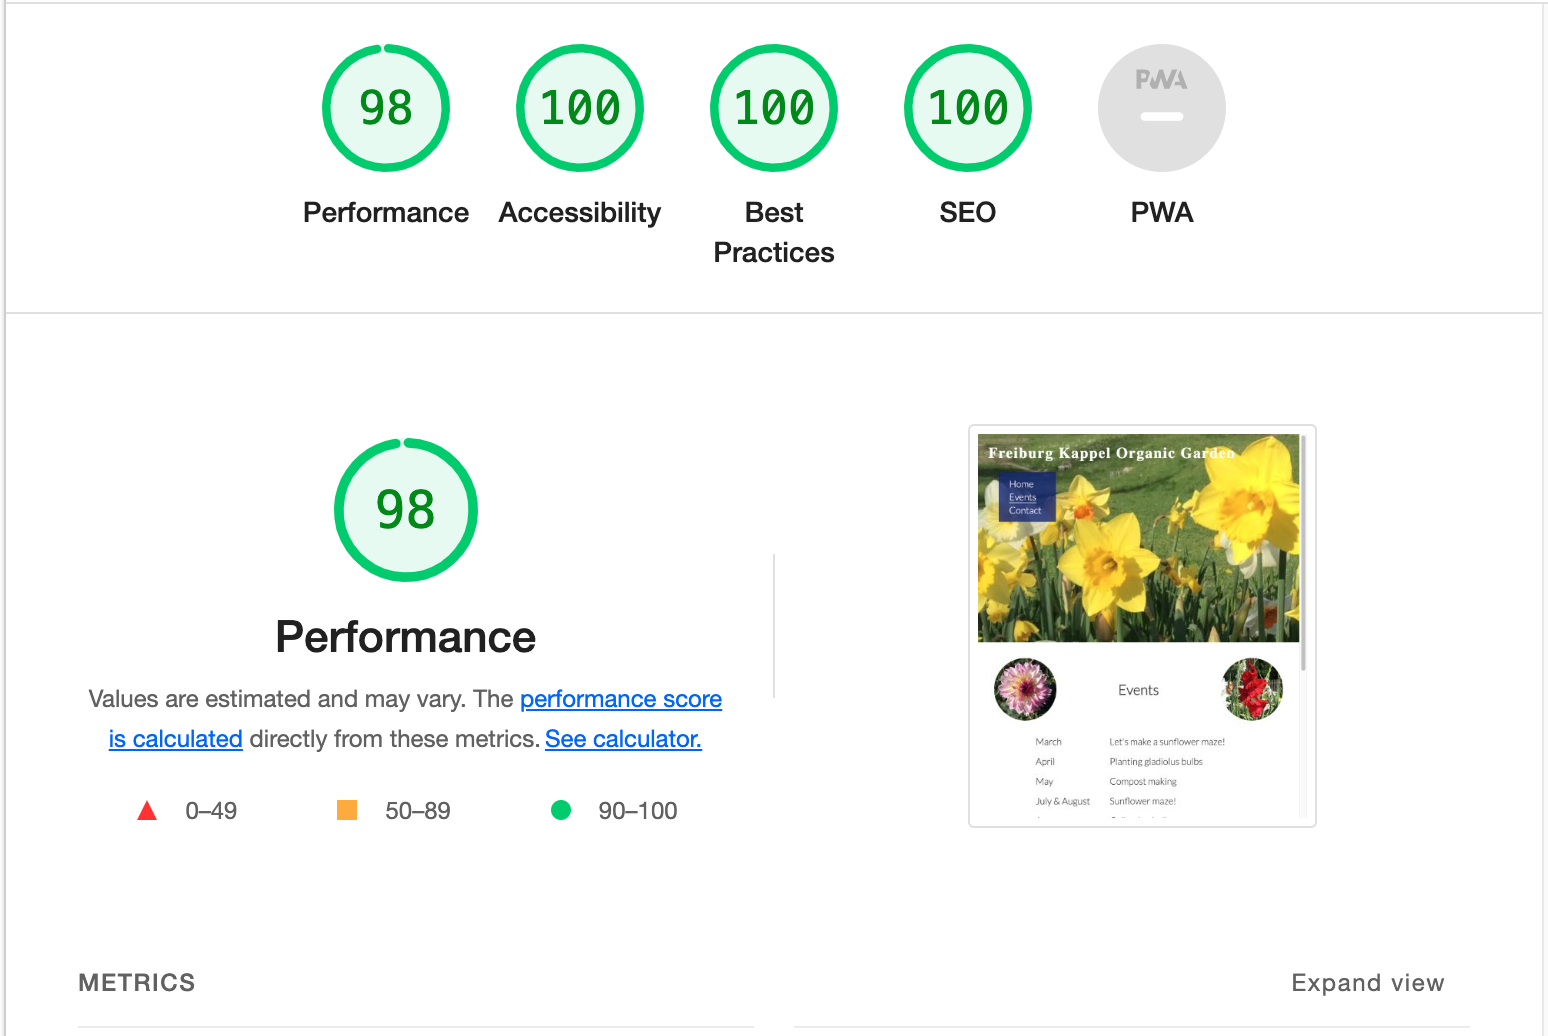 98
100
100
100
PWA
Performance
Accessibility
Best
Practices
SEO
PWA
98
Performance
Values are estimated and may vary. The performance score
is calculated directly from these metrics. See calculator.
0–49
50–89
90–100
Freiburg Kappel Organic Garden
Home
Events
Contact
Events
March Let's make a sunflower maze!
April Planting gladiolus bulbs
May Compost making
July & August Sunflower maze!
METRICS
Expand view